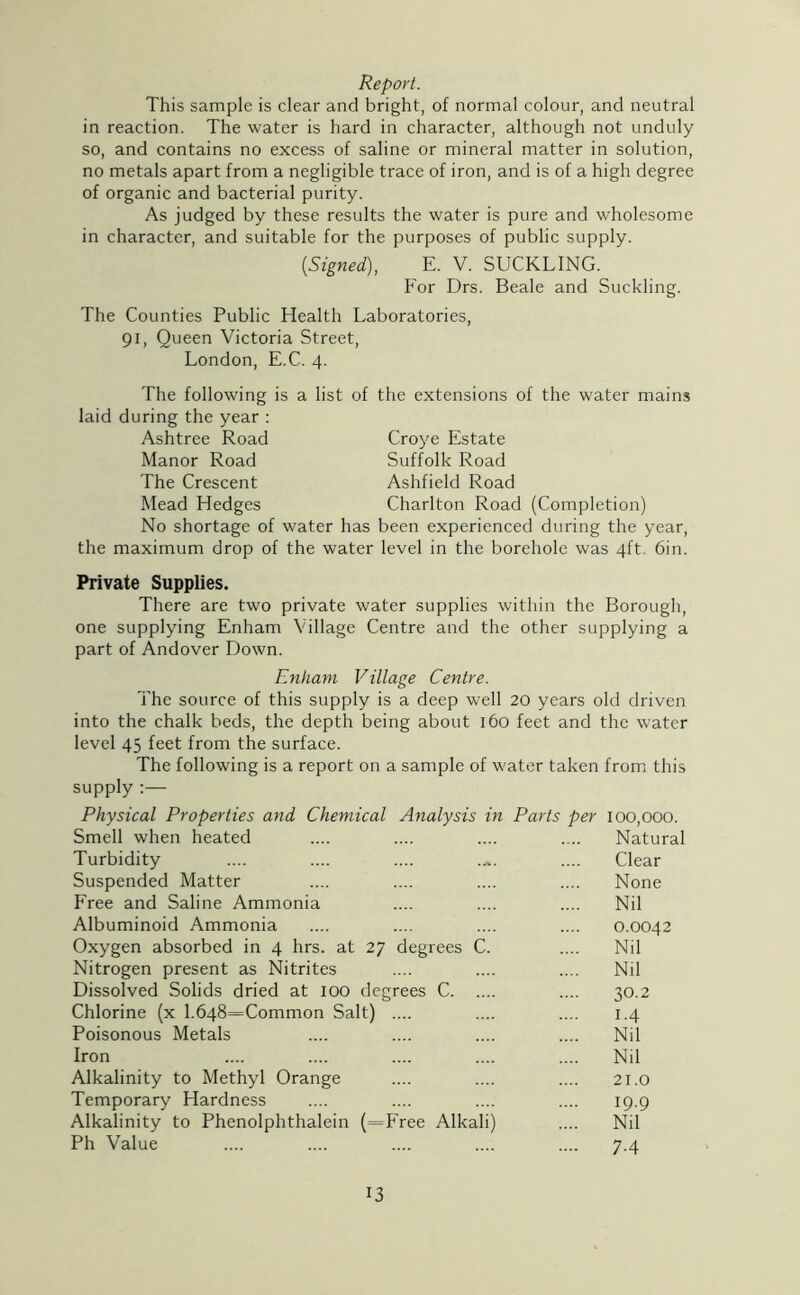 Report.
This sample is clear and bright, of normal colour, and neutral
in reaction. The water is hard in character, although not unduly
so, and contains no excess of saline or mineral matter in solution,
no metals apart from a negligible trace of iron, and is of a high degree
of organic and bacterial purity.
As judged by these results the water is pure and wholesome
in character, and suitable for the purposes of public supply.
(Signed), E. V. SUCKLING.
For Drs. Beale and Suckling.
The Counties Public Health Laboratories,
91, Queen Victoria Street,
London, E.C. 4.
The following is a list of the extensions of the water mains
laid during the year :
Ashtree Road Croye Estate
Manor Road Suffolk Road
The Crescent Ashfield Road
Mead Hedges Charlton Road (Completion)
No shortage of water has been experienced during the year,
the maximum drop of the water level in the borehole was 4ft. 6in.
Private Supplies.
There are two private water supplies within the Borough,
one supplying Enham Village Centre and the other supplying a
part of Andover Down.
Enham Village Centre.
The source of this supply is a deep well 20 years old driven
into the chalk beds, the depth being about 160 feet and the water
level 45 feet from the surface.
The following is a report on a sample of water taken from this
supply :—
Physical Properties and Chemical Analysis in Parts per 100,000.
Smell when heated .... .... .... .... Natural
Turbidity .... .... .... .... .... Clear
Suspended Matter .... .... .... .... None
Free and Saline Ammonia .... .... .... Nil
Albuminoid Ammonia .... .... .... .... 0.0042
Oxygen absorbed in 4 hrs. at 27 degrees C. .... Nil
Nitrogen present as Nitrites .... .... .... Nil
Dissolved Solids dried at 100 degrees C. .... .... 30.2
Chlorine (x 1.648=Common Salt) .... .... .... 1.4
Poisonous Metals .... .... .... .... Nil
Iron .... .... .... .... .... Nil
Alkalinity to Methyl Orange .... .... .... 21.0
Temporary Hardness .... .... .... .... 19.9
Alkalinity to Phenolphthalein (=Free Alkali) .... Nil
Ph Value .... .... .... .... .... 7.4
13